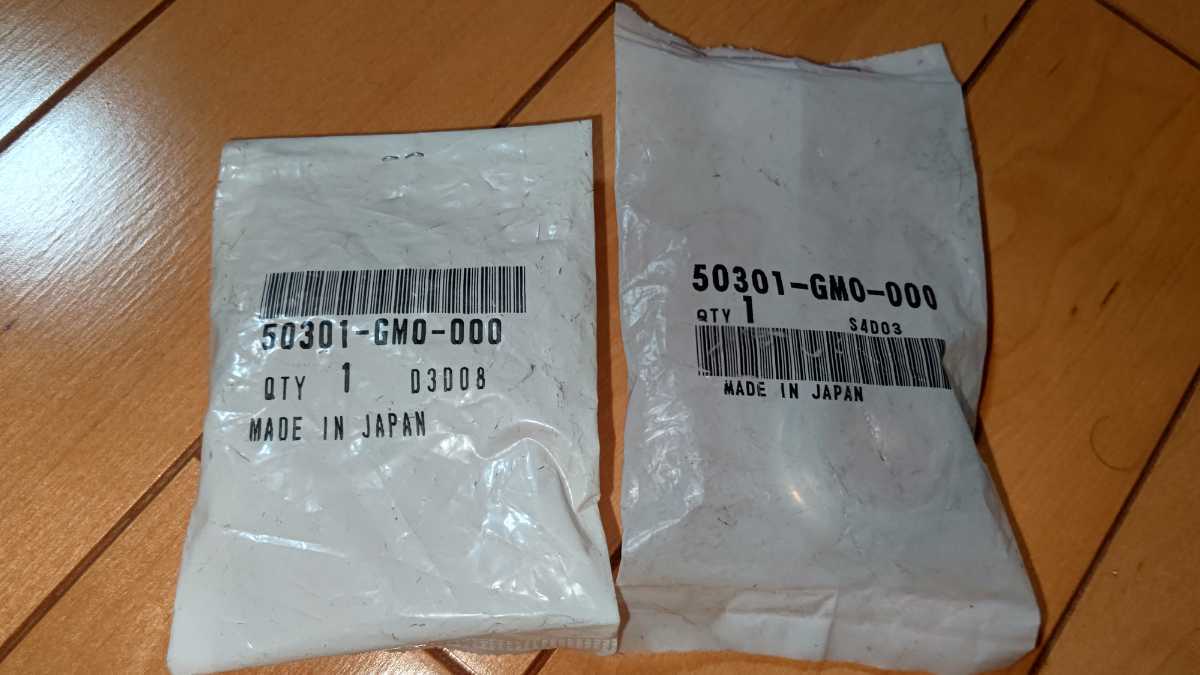 50301-GM0-000
QTY 1 D3D08
MADE IN JAPAN
50301-GM0-000
QTY 1 S4D03
MADE IN JAPAN